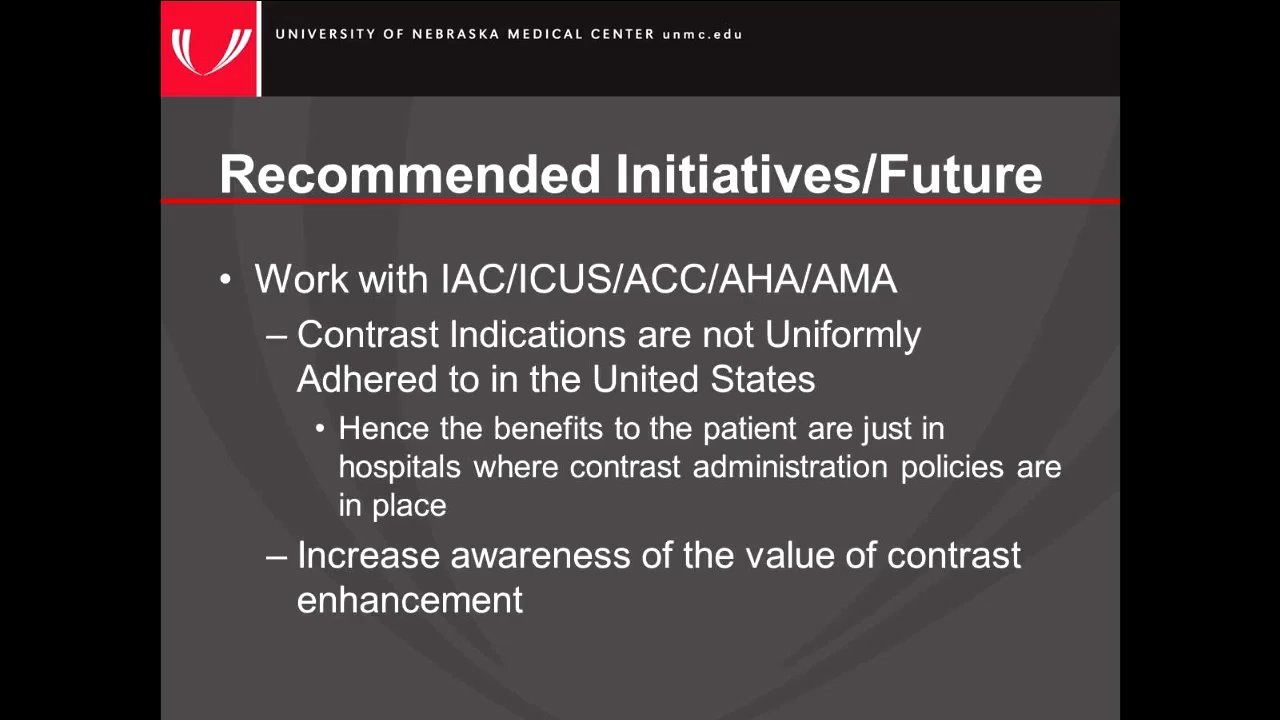 UNIVERSITY OF NEBRASKA MEDICAL CENTER unmc.edu
Recommended Initiatives/Future
• Work with IAC/ICUS/ACC/AHA/AMA
– Contrast Indications are not Uniformly
Adhered to in the United States
• Hence the benefits to the patient are just in
hospitals where contrast administration policies are
in place
– Increase awareness of the value of contrast
enhancement